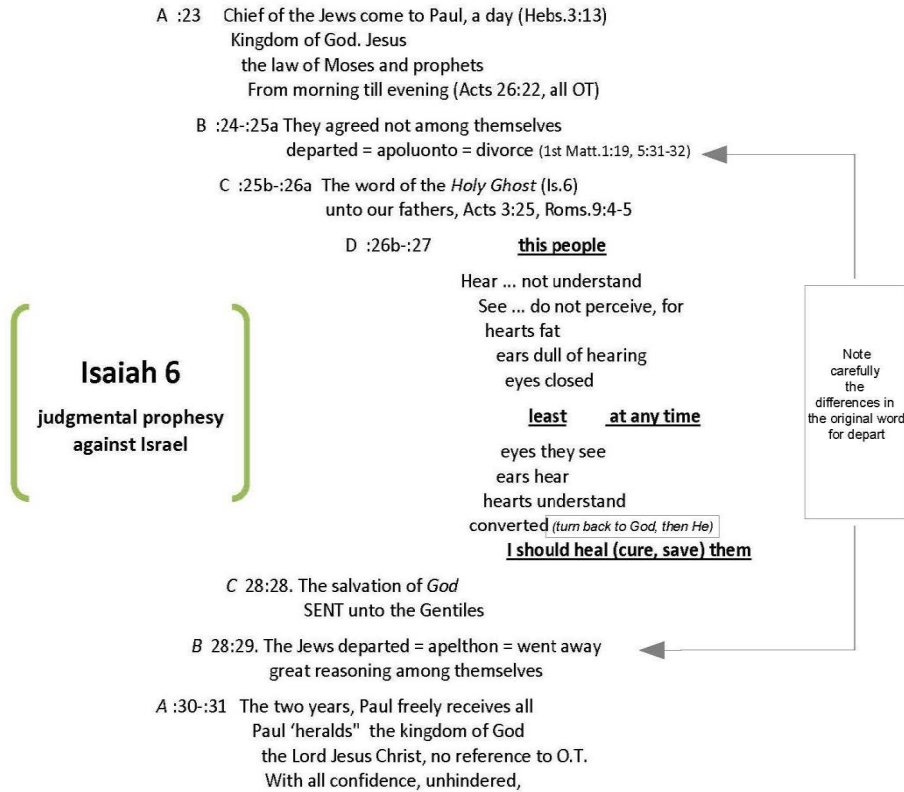 A :23 Chief of the Jews come to Paul, a day (Hebs.3:13)
Kingdom of God. Jesus
the law of Moses and prophets
From morning till evening (Acts 26:22, all OT)
B :24-:25a They agreed not among themselves
departed = apoluonto = divorce (1st Matt.1:19, 5:31-32)
C :25b-:26a The word of the Holy Ghost (Is.6)
unto our fathers, Acts 3:25, Roms.9:4-5
D :26b-:27 this people
Hear ... not understand
See ... do not perceive, for
hearts fat
ears dull of hearing
eyes closed
Isaiah 6
judgmental prophesy
against Israel
least at any time
eyes they see
ears hear
hearts understand
converted (turn back to God, then He)
I should heal (cure, save) them
Note
carefully
the
differences in
the original word
for depart
C 28:28. The salvation of God
SENT unto the Gentiles
B 28:29. The Jews departed = apelthon = went away
great reasoning among themselves
A :30-:31 The two years, Paul freely receives all
Paul ‘heralds" the kingdom of God
the Lord Jesus Christ, no reference to O.T.
With all confidence, unhindered,